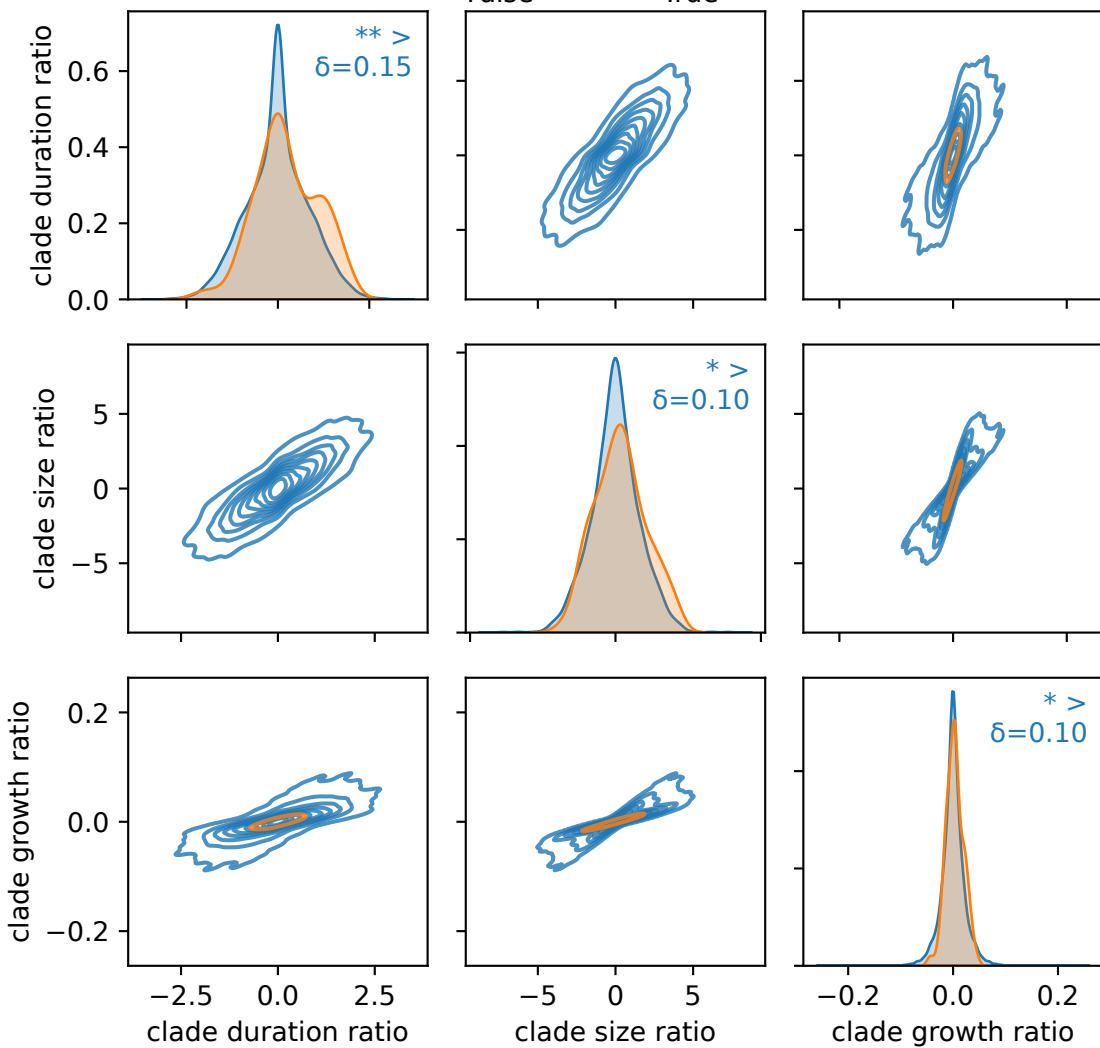 clade duration ratio
0.6
0.4
0.2
0.0
** >
δ=0.15
True
clade size ratio
5
0
−5
* >
δ=0.10
clade growth ratio
0.2
0.0
−0.2
* >
δ=0.10
−2.5 0.0 2.5
−5 0 5
−0.2 0.0 0.2
clade duration ratio
clade size ratio
clade growth ratio